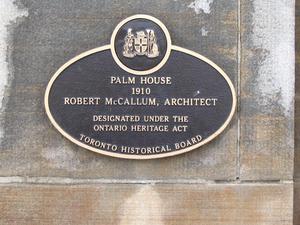 PALM HOUSE
1910
ROBERT McCALLUM, ARCHITECT
DESIGNATED UNDER THE
ONTARIO HERITAGE ACT
TORONTO HISTORICAL BOARD